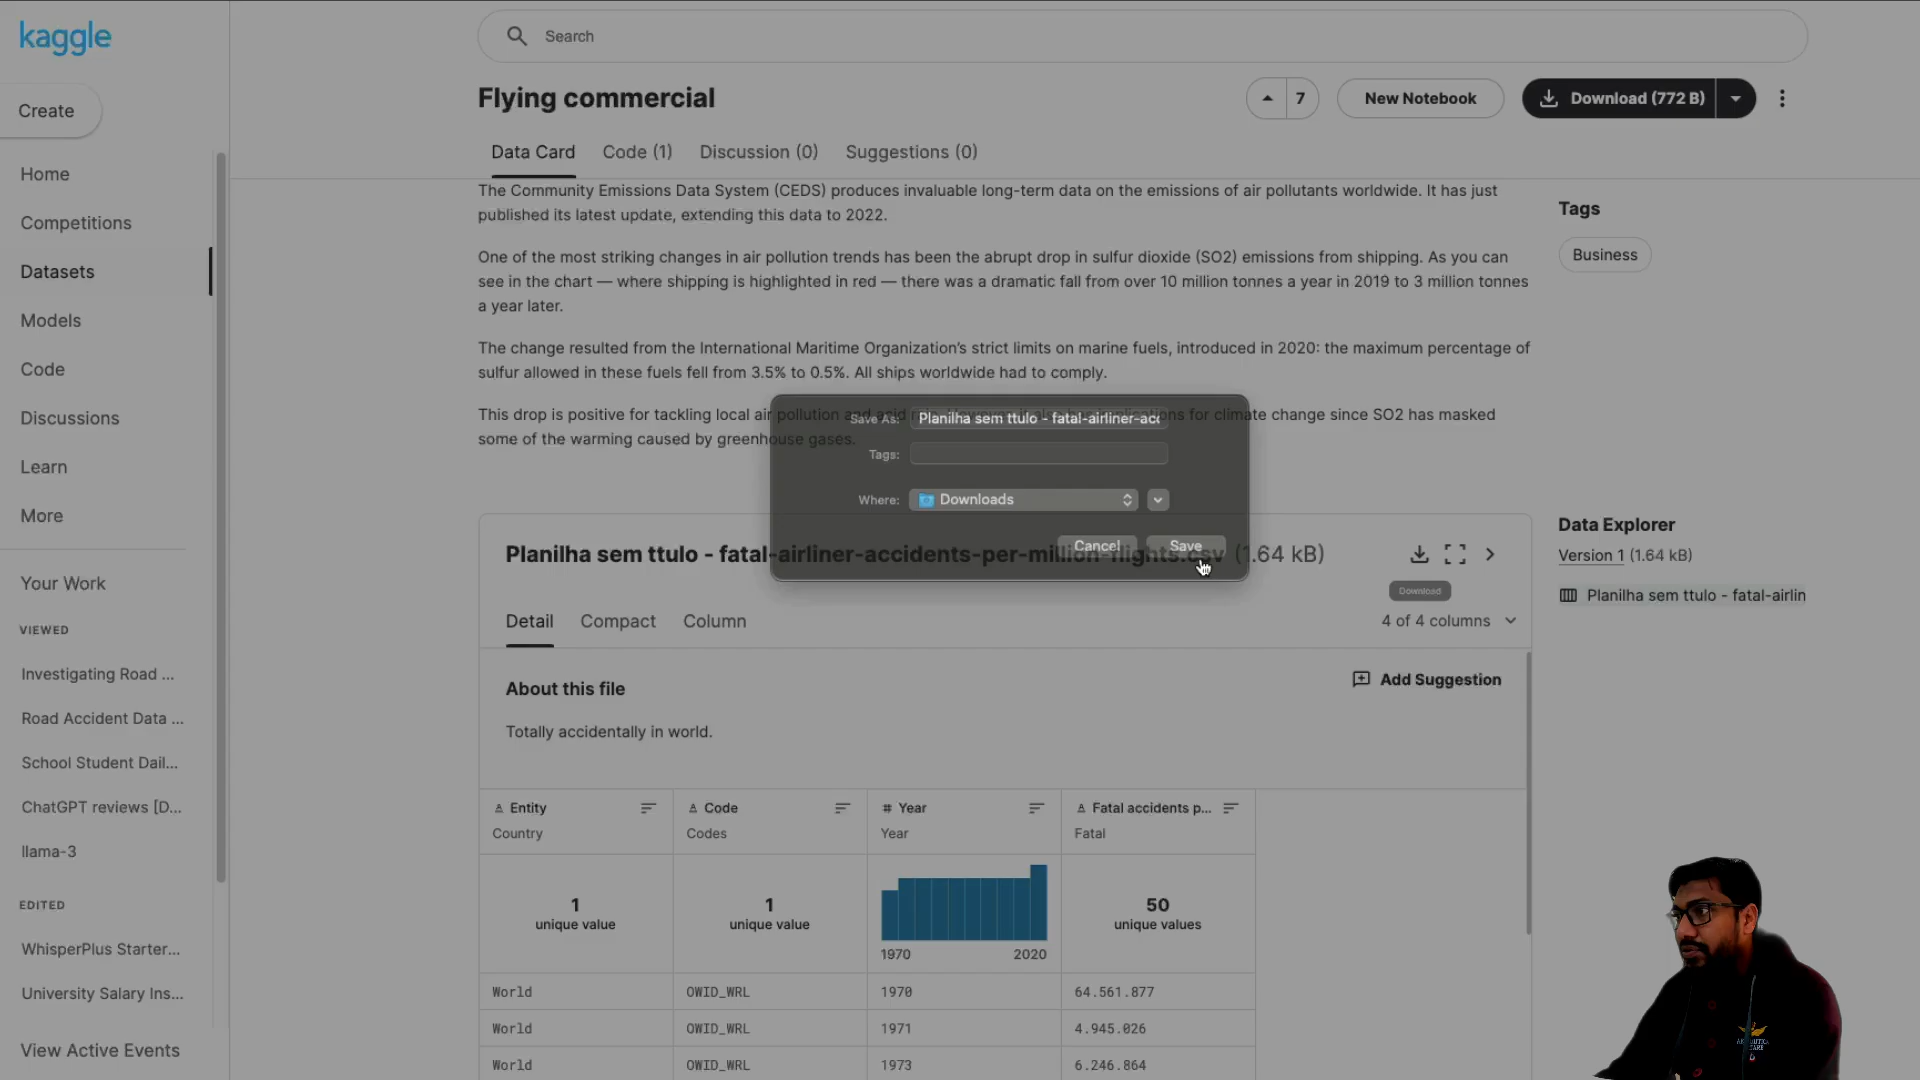 kaggle
Search
Create
Flying commercial
7
New Notebook
Download (772 B)
Data Card
Code (1)
Discussion (0)
Suggestions (0)
Home
Competitions
Datasets
Models
Code
Discussions
Learn
More
Your Work
VIEWED
Investigating Road ...
Road Accident Data ...
School Student Dail...
ChatGPT reviews [D...
llama-3
EDITED
WhisperPlus Starter...
University Salary Ins...
View Active Events
The Community Emissions Data System (CEDS) produces invaluable long-term data on the emissions of air pollutants worldwide. It has just
published its latest update, extending this data to 2022.
One of the most striking changes in air pollution trends has been the abrupt drop in sulfur dioxide (SO2) emissions from shipping. As you can
see in the chart — where shipping is highlighted in red — there was a dramatic fall from over 10 million tonnes a year in 2019 to 3 million tonnes
a year later.
The change resulted from the International Maritime Organization's strict limits on marine fuels, introduced in 2020: the maximum percentage of
sulfur allowed in these fuels fell from 3.5% to 0.5%. All ships worldwide had to comply.
This drop is positive for tackling local air pollution and acid for climate change since SO2 has masked
some of the warming caused by greenhouse gases.
Save As:
Planilha sem ttulo - fatal-airliner-acc
Tags:
Where:
Downloads
Cancel
Save
Planilha sem ttulo - fatal-airliner-accidents-per-million-flights.csv (1.64 kB)
Download
Detail
Compact
Column
4 of 4 columns
About this file
Add Suggestion
Totally accidentally in world.
Entity
Code
# Year
Fatal accidents p...
Country
Codes
Year
Fatal
1
unique value
1
unique value
1970
2020
50
unique values
World
OWID_WRL
1970
64.561.877
World
OWID_WRL
1971
4.945.026
World
OWID_WRL
1973
6.246.864
Tags
Business
Data Explorer
Version 1 (1.64 kB)
Planilha sem ttulo - fatal-airlin